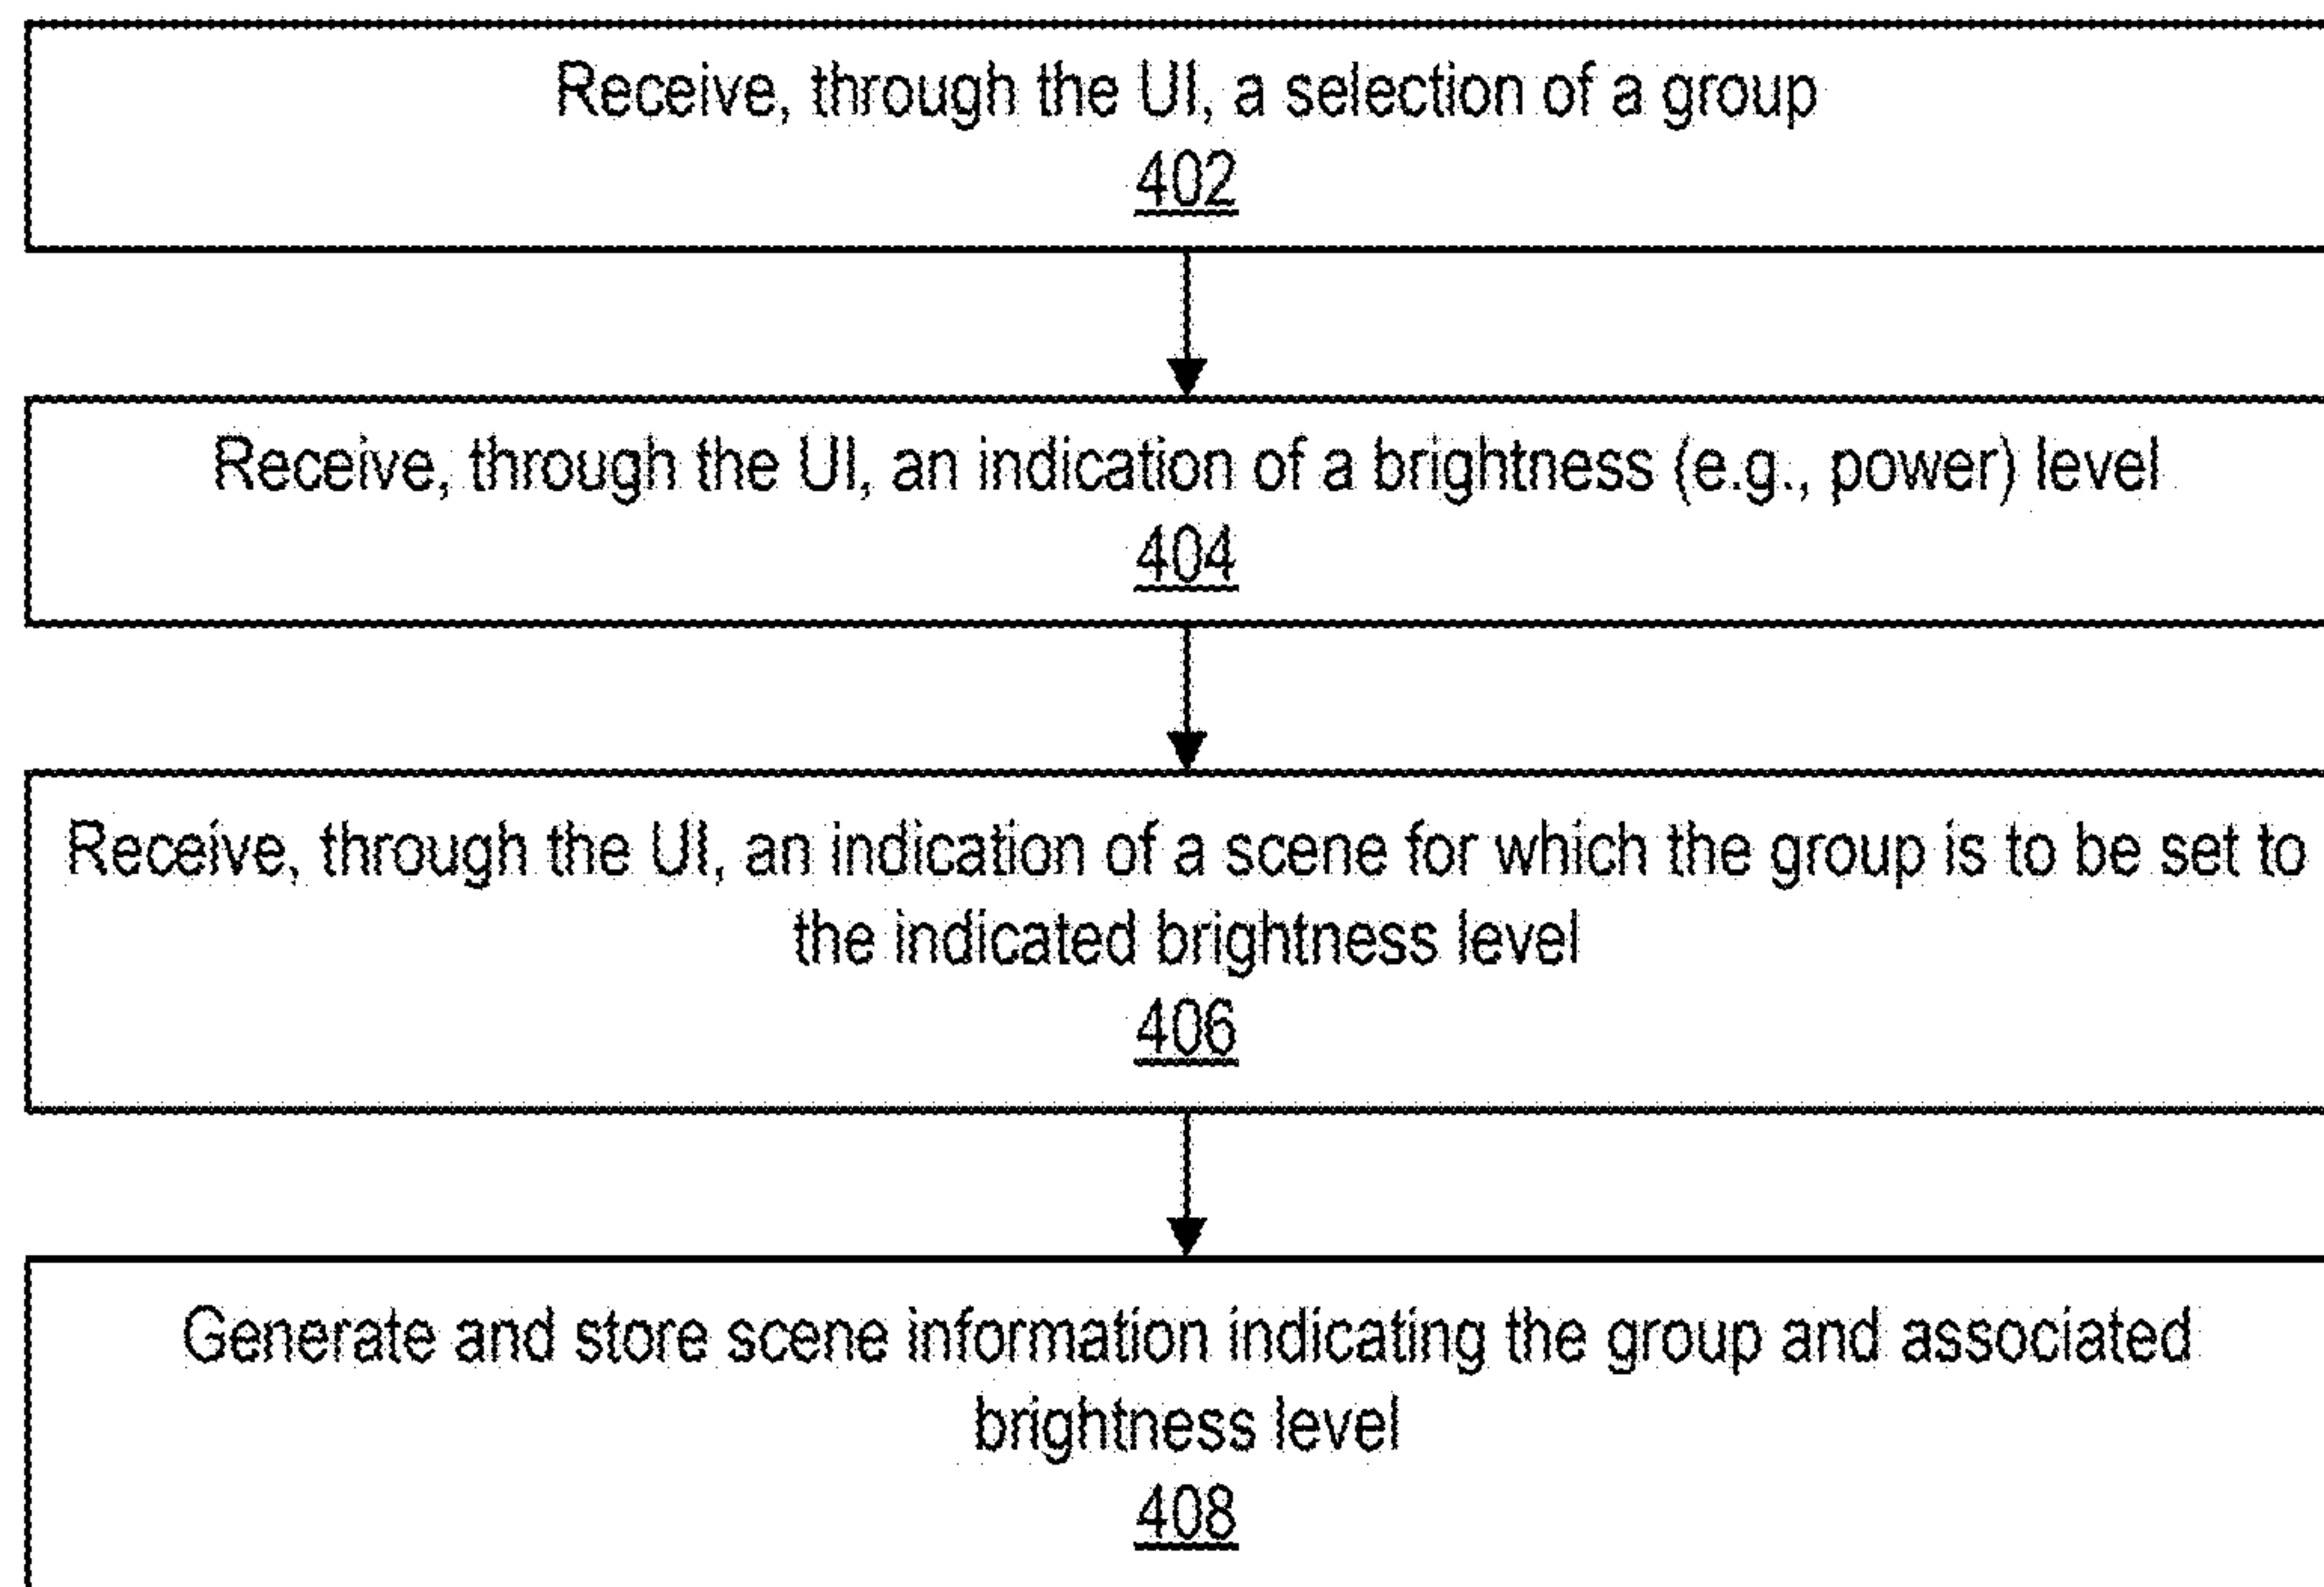 Receive, through the UI, a selection of a group
402
Receive, through the UI, an indication of a brightness (e.g., power) level
404
Receive, through the UI, an indication of a scene for which the group is to be set to
the indicated brightness level
406
Generate and store scene information indicating the group and associated
brightness level
408